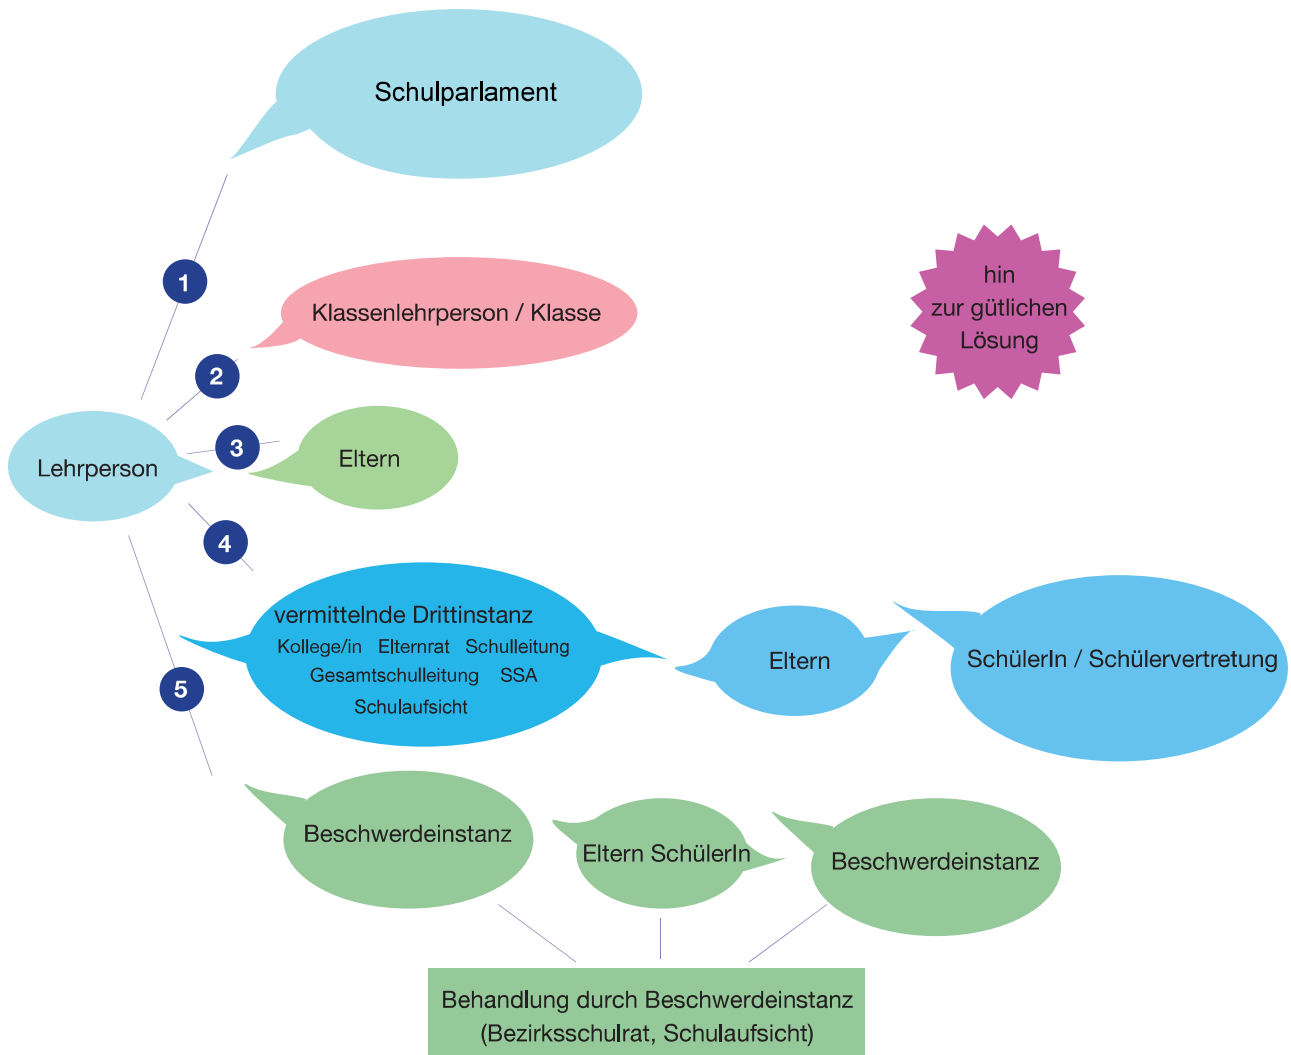 Schulparlament
1
hin
zur gütlichen
Lösung
Klassenlehrperson / Klasse
2
3
Eltern
Lehrperson
4
vermittelnde Drittinstanz
Kollege/in Elternrat Schulleitung
Gesamtschulleitung SSA
Schulaufsicht
Eltern
SchülerIn / Schülervertretung
5
Beschwerdeinstanz
Eltern SchülerIn
Beschwerdeinstanz
Behandlung durch Beschwerdeinstanz
(Bezirksschulrat, Schulaufsicht)